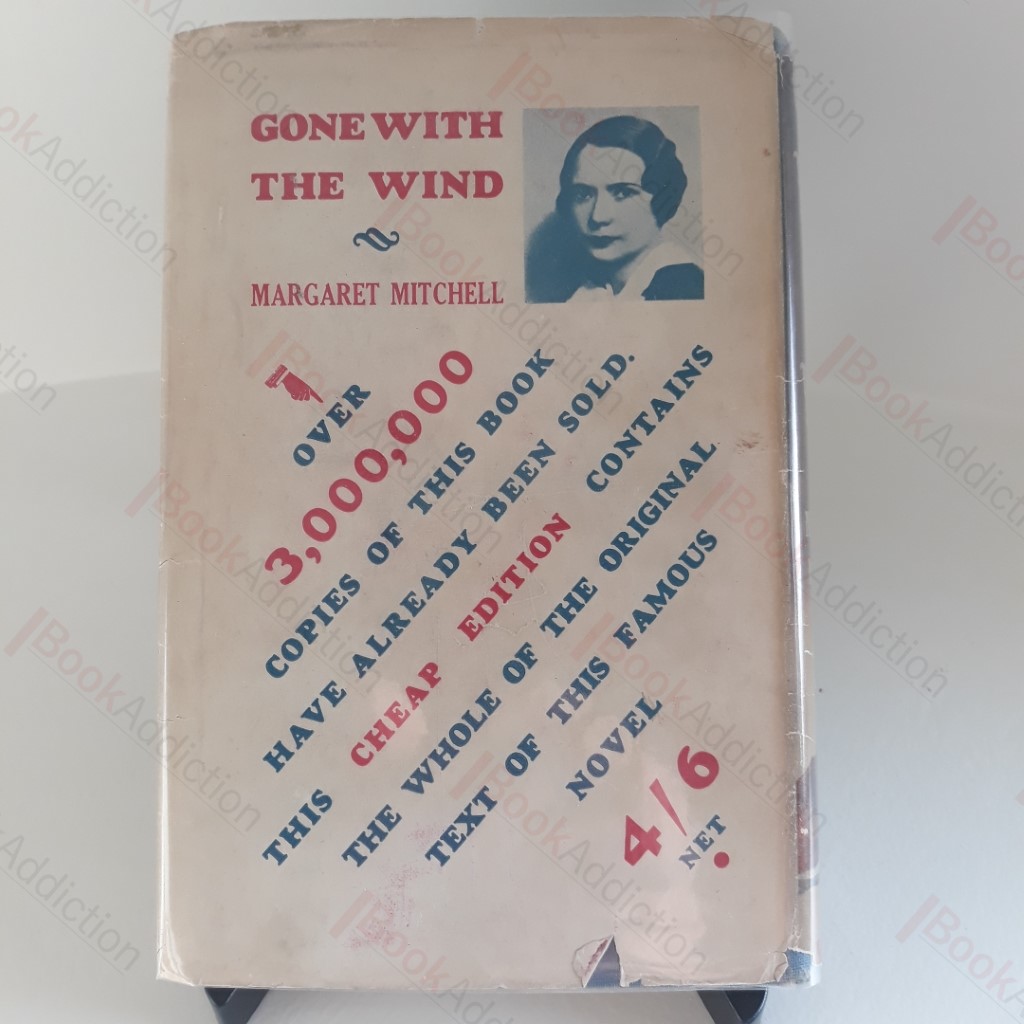 GONE WITH
THE WIND
MARGARET MITCHELL
OVER
3,000,000
COPIES OF THIS BOOK
HAVE ALREADY BEEN SOLD.
THIS CHEAP EDITION CONTAINS
THE WHOLE OF THE ORIGINAL
TEXT OF THIS FAMOUS
NOVEL
4/6
NET
BookAddiction